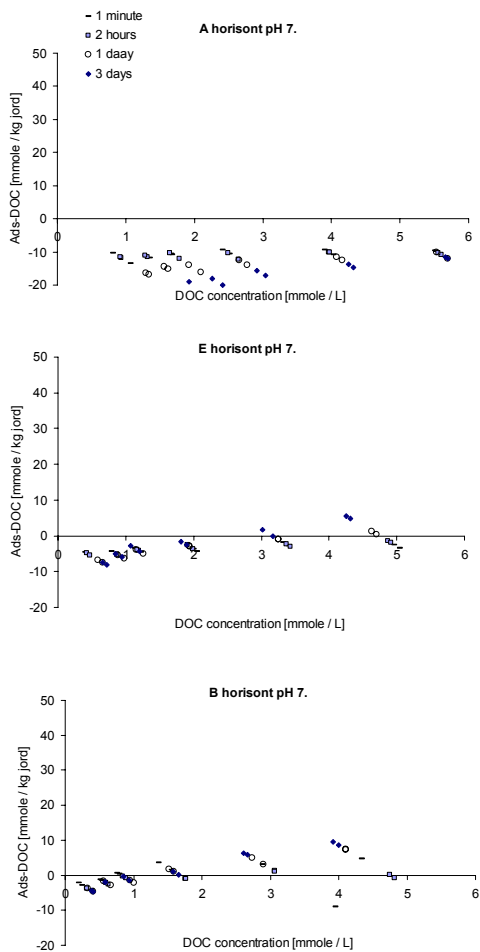 1 minute
2 hours
1 daay
3 days
A horisont pH 7.
Ads-DOC [mmole / kg jord]
50
40
30
20
10
0
-10
-20
1 2 3 4 5 6
DOC concentration [mmole / L]
E horisont pH 7.
Ads-DOC [mmole / kg jord]
50
40
30
20
10
0
-10
-20
0 1 2 3 4 5 6
DOC concentration [mmole / L]
B horisont pH 7.
Ads-DOC [mmole / kg jord]
50
40
30
20
10
0
-10
-20
0 1 2 3 4 5 6
DOC concentration [mmole / L]